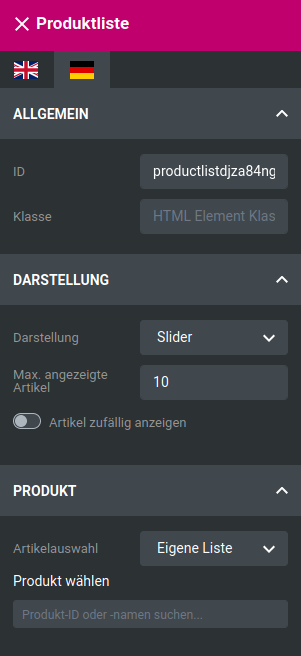 Produktliste
ALLGEMEIN
ID
productlistdjza84ng
Klasse
HTML Element Klas
DARSTELLUNG
Darstellung
Slider
Max. angezeigte
Artikel
10
Artikel zufällig anzeigen
PRODUKT
Artikelauswahl
Eigene Liste
Produkt wählen
Produkt-ID oder -namen suchen...